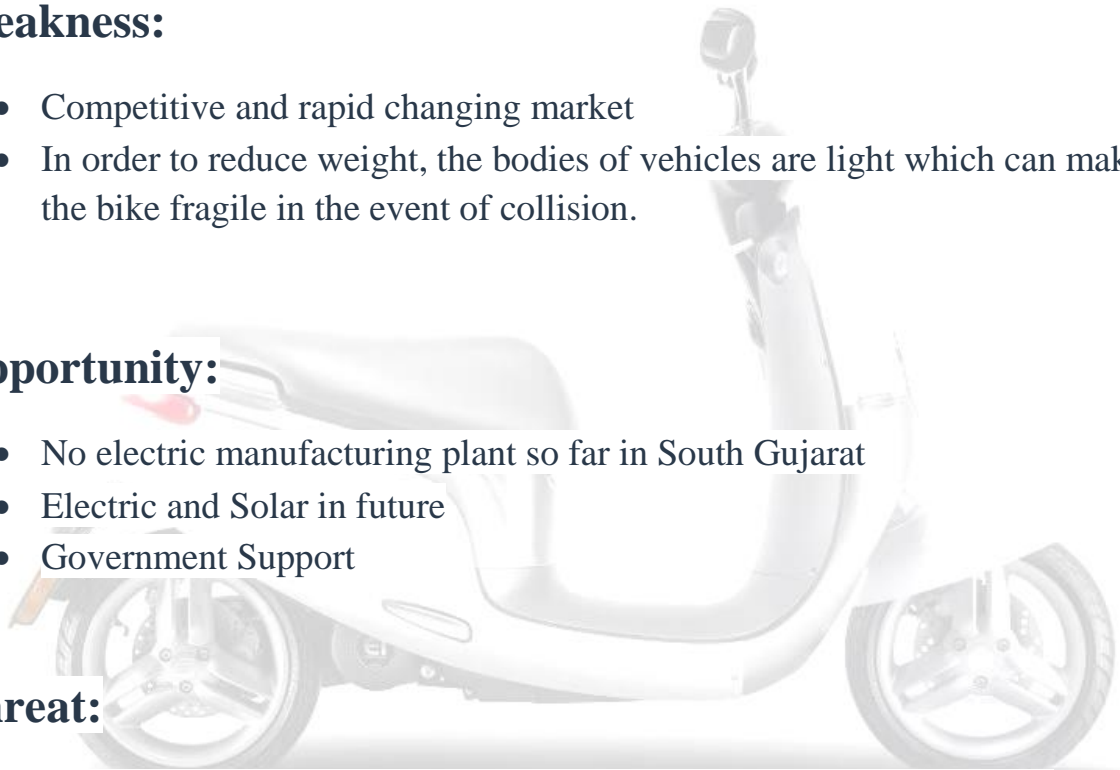 eakness:
• Competitive and rapid changing market
• In order to reduce weight, the bodies of vehicles are light which can mak
the bike fragile in the event of collision.
pportunity:
• No electric manufacturing plant so far in South Gujarat
• Electric and Solar in future
• Government Support
hreat: